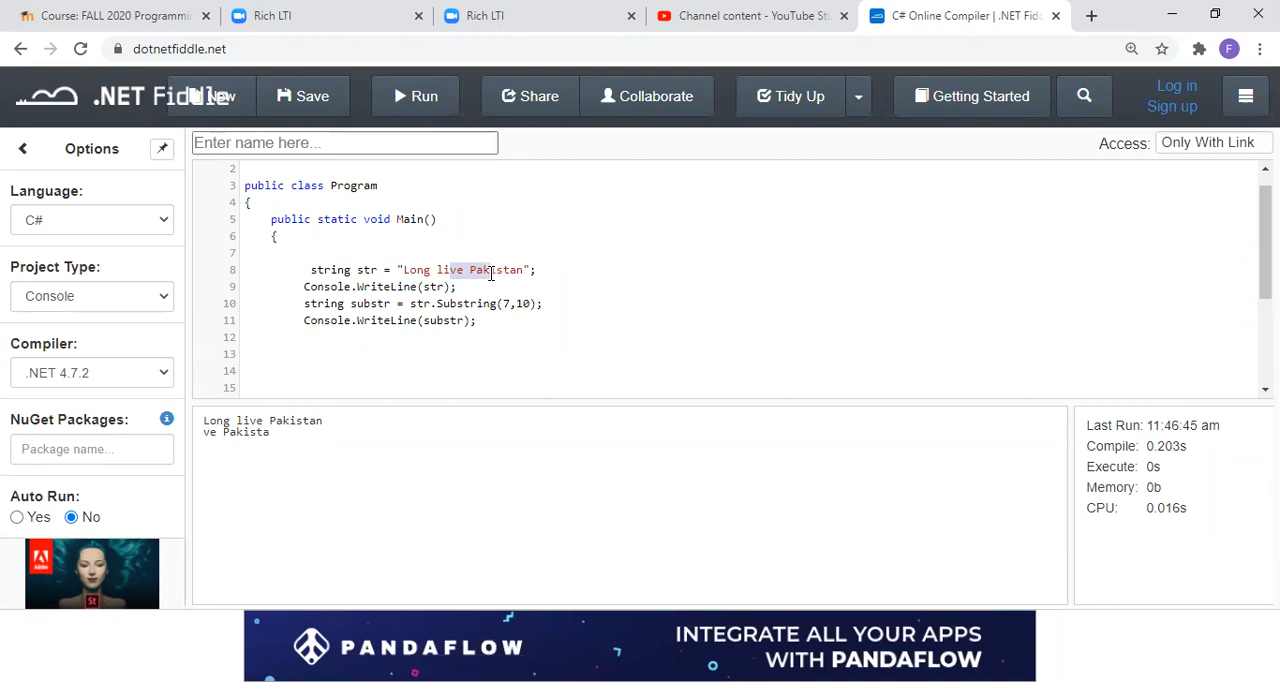 Course: FALL 2020 Programmin
Rich LTI
Rich LTI
Channel content - YouTube Stu
C# Online Compiler | .NET Fiddl
dotnetfiddle.net
F
.NET Fiddle
New
Save
Run
Share
Collaborate
Tidy Up
Getting Started
Log in
Sign up
Options
Enter name here...
Access:
Only With Link
Language:
C#
Project Type:
Console
Compiler:
.NET 4.7.2
NuGet Packages:
Package name...
Auto Run:
Yes
No
2
3 public class Program
4 {
5 public static void Main()
6 {
7
8 string str = "Long live Pakistan";
9 Console.WriteLine(str);
10 string substr = str.Substring(7,10);
11 Console.WriteLine(substr);
12
13
14
15
Long live Pakistan
ve Pakista
Last Run: 11:46:45 am
Compile: 0.203s
Execute: 0s
Memory: 0b
CPU: 0.016s
Adobe
St
PANDAFLOW
INTEGRATE ALL YOUR APPS
WITH PANDAFLOW